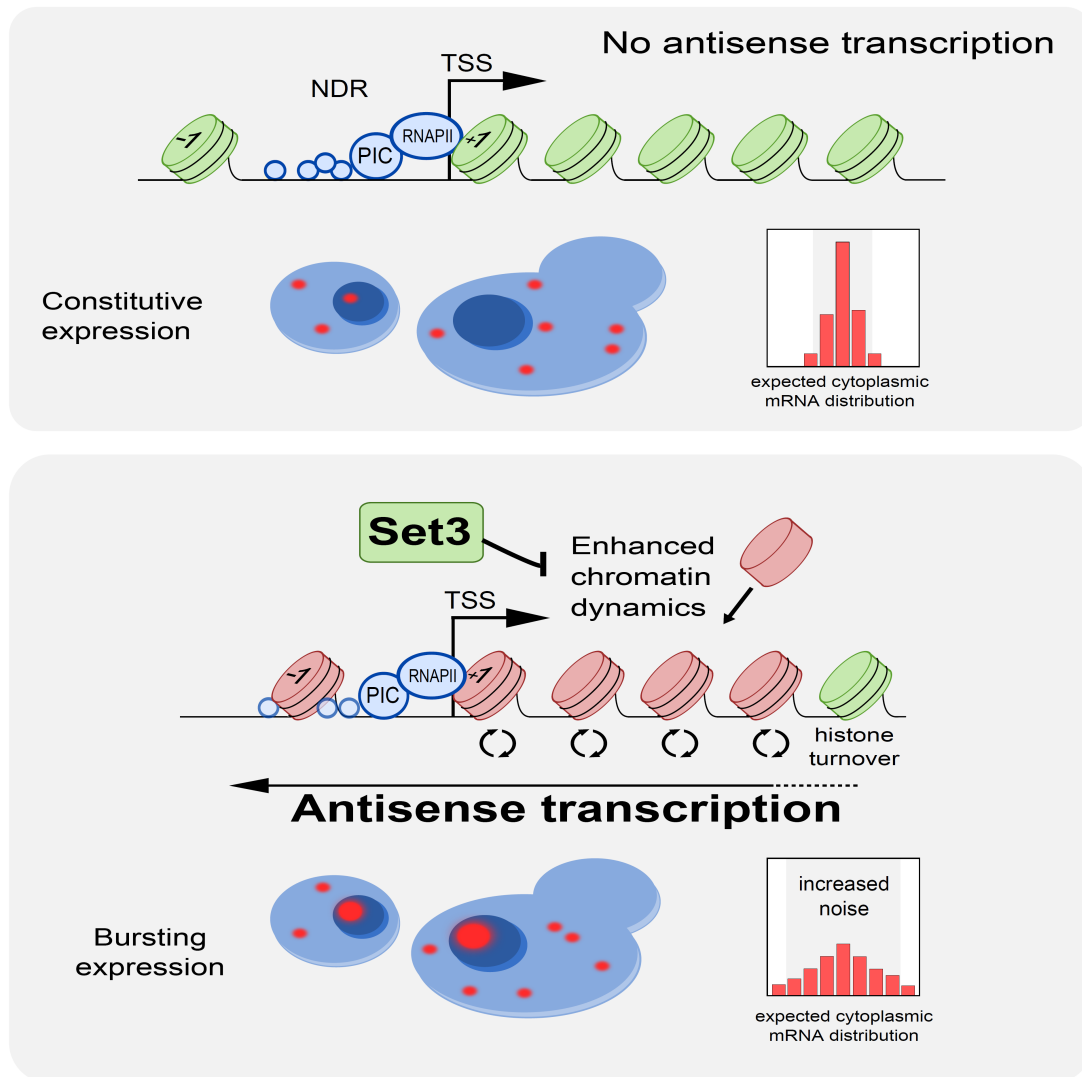 No antisense transcription
TSS
NDR
-1
PIC
RNAPII
+1
Constitutive
expression
expected cytoplasmic
mRNA distribution
Set3
Enhanced
chromatin
dynamics
TSS
-1
PIC
RNAPII
+1
histone
turnover
Antisense transcription
Bursting
expression
increased
noise
expected cytoplasmic
mRNA distribution